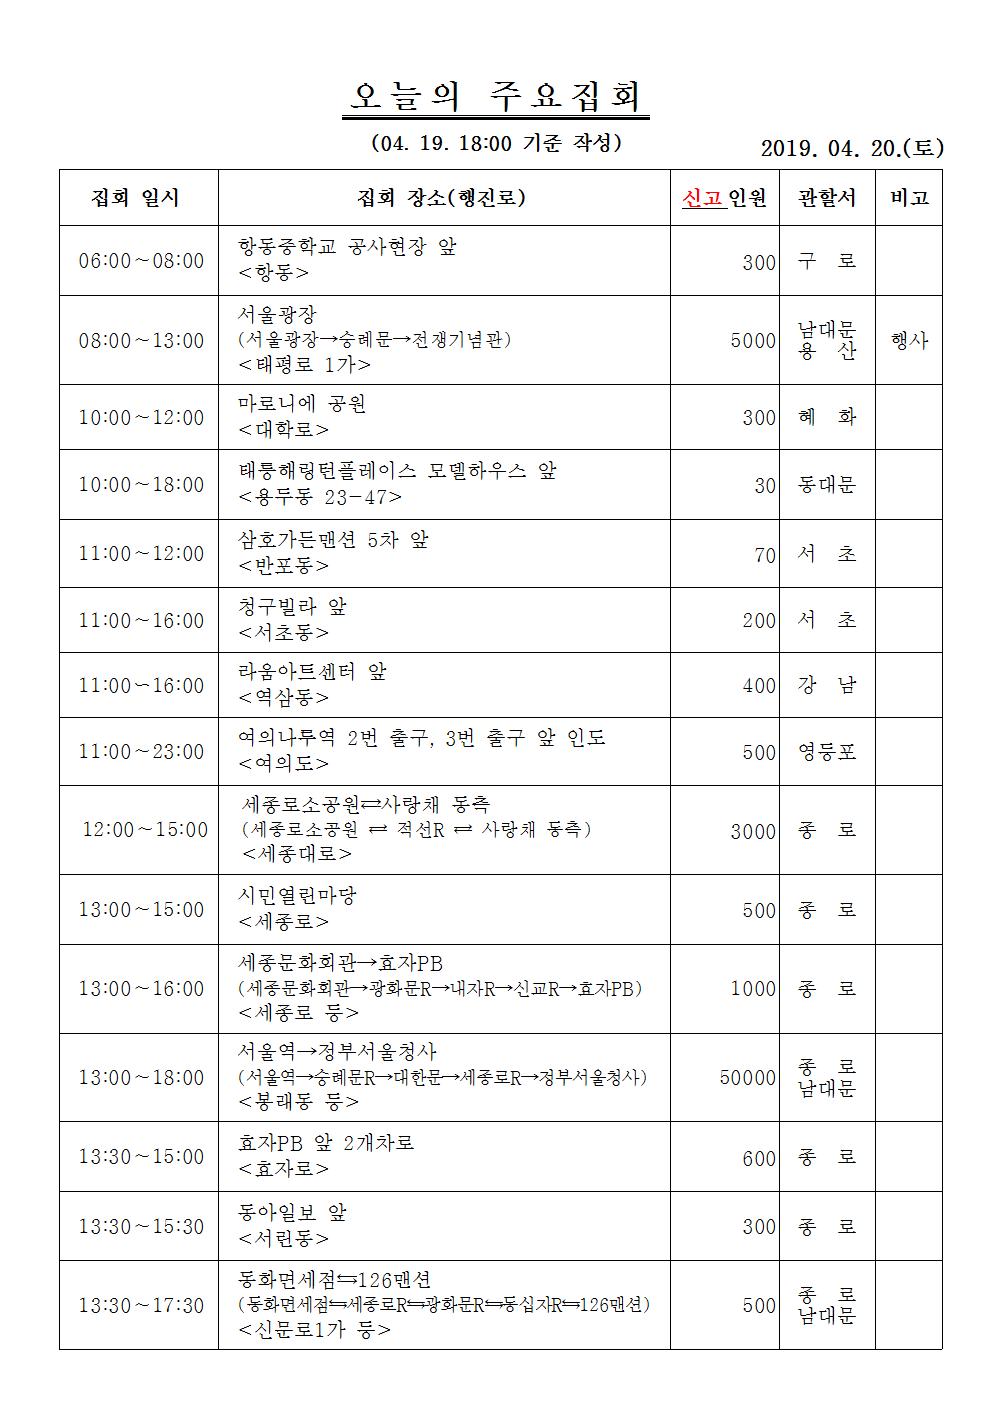 오늘의 주요집회
(04. 19. 18:00 기준 작성)
2019. 04. 20.(토)
집회 일시 집회 장소(행진로) 신고인원 관할서 비고
06:00~08:00 항동중학교 공사현장 앞 300 구 로
<항동>
08:00~13:00 서울광장 5000 남대문 행사
(서울광장→숭례문→전쟁기념관) 용 산
<태평로 1가>
10:00~12:00 마로니에 공원 300 혜 화
<대학로>
10:00~18:00 태릉해링턴플레이스 모델하우스 앞 30 동대문
<용두동 23-47>
11:00~12:00 삼호가든맨션 5차 앞 70 서 초
<반포동>
11:00~16:00 청구빌라 앞 200 서 초
<서초동>
11:00~16:00 라움아트센터 앞 400 강 남
<역삼동>
11:00~23:00 여의나루역 2번 출구, 3번 출구 앞 인도 500 영등포
<여의도>
12:00~15:00 세종로소공원⇄사랑채 동측 3000 종 로
(세종로소공원 ⇄ 적선R ⇄ 사랑채 동측)
<세종대로>
13:00~15:00 시민열린마당 500 종 로
<세종로>
13:00~16:00 세종문화회관→효자PB 1000 종 로
(세종문화회관→광화문R→내자R→신교R→효자PB)
<세종로 등>
13:00~18:00 서울역→정부서울청사 50000 종 로
(서울역→숭례문R→대한문→세종로R→정부서울청사) 남대문
<봉래동 등>
13:30~15:00 효자PB 앞 2개차로 600 종 로
<효자로>
13:30~15:30 동아일보 앞 300 종 로
<서린동>
13:30~17:30 동화면세점⇆126맨션 500 종 로
(동화면세점⇆세종로R⇆광화문R⇆동십자R⇆126맨션) 남대문
<신문로1가 등>